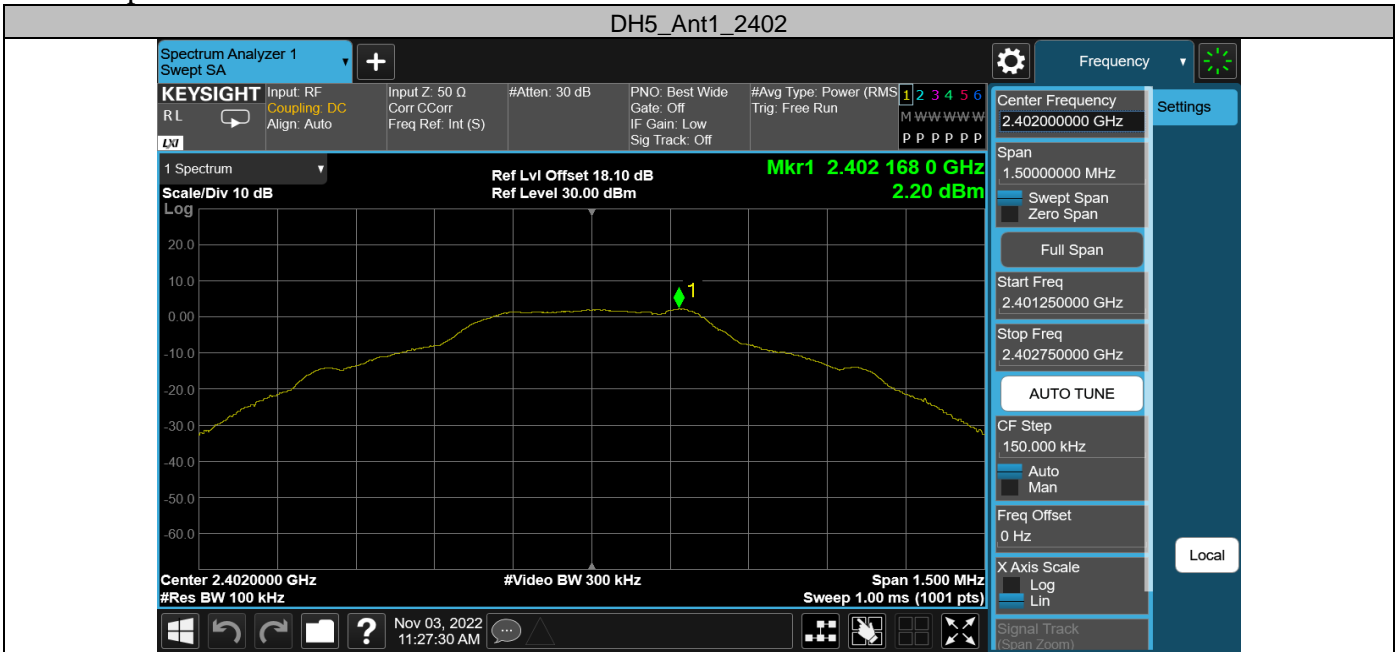 DH5_Ant1_2402
Spectrum Analyzer 1
Swept SA
Frequency
KEYSIGHT
RL
LXI
Input: RF
Coupling: DC
Align: Auto
Input Z: 50 Ω
Corr CCorr
Freq Ref: Int (S)
#Atten: 30 dB
PNO: Best Wide
Gate: Off
IF Gain: Low
Sig Track: Off
#Avg Type: Power (RMS
Trig: Free Run
1 2 3 4 5 6
M W W W W W
P P P P P P
1 Spectrum
Scale/Div 10 dB
Log
Ref Lvl Offset 18.10 dB
Ref Level 30.00 dBm
Mkr1 2.402 168 0 GHz
2.20 dBm
20.0
10.0
0.00
-10.0
-20.0
-30.0
-40.0
-50.0
-60.0
1
Center 2.4020000 GHz
#Res BW 100 kHz
#Video BW 300 kHz
Span 1.500 MHz
Sweep 1.00 ms (1001 pts)
Nov 03, 2022
11:27:30 AM
Center Frequency
2.402000000 GHz
Settings
Span
1.50000000 MHz
Swept Span
Zero Span
Full Span
Start Freq
2.401250000 GHz
Stop Freq
2.402750000 GHz
AUTO TUNE
CF Step
150.000 kHz
Auto
Man
Freq Offset
0 Hz
Local
X Axis Scale
Log
Lin
Signal Track
(Span Zoom)